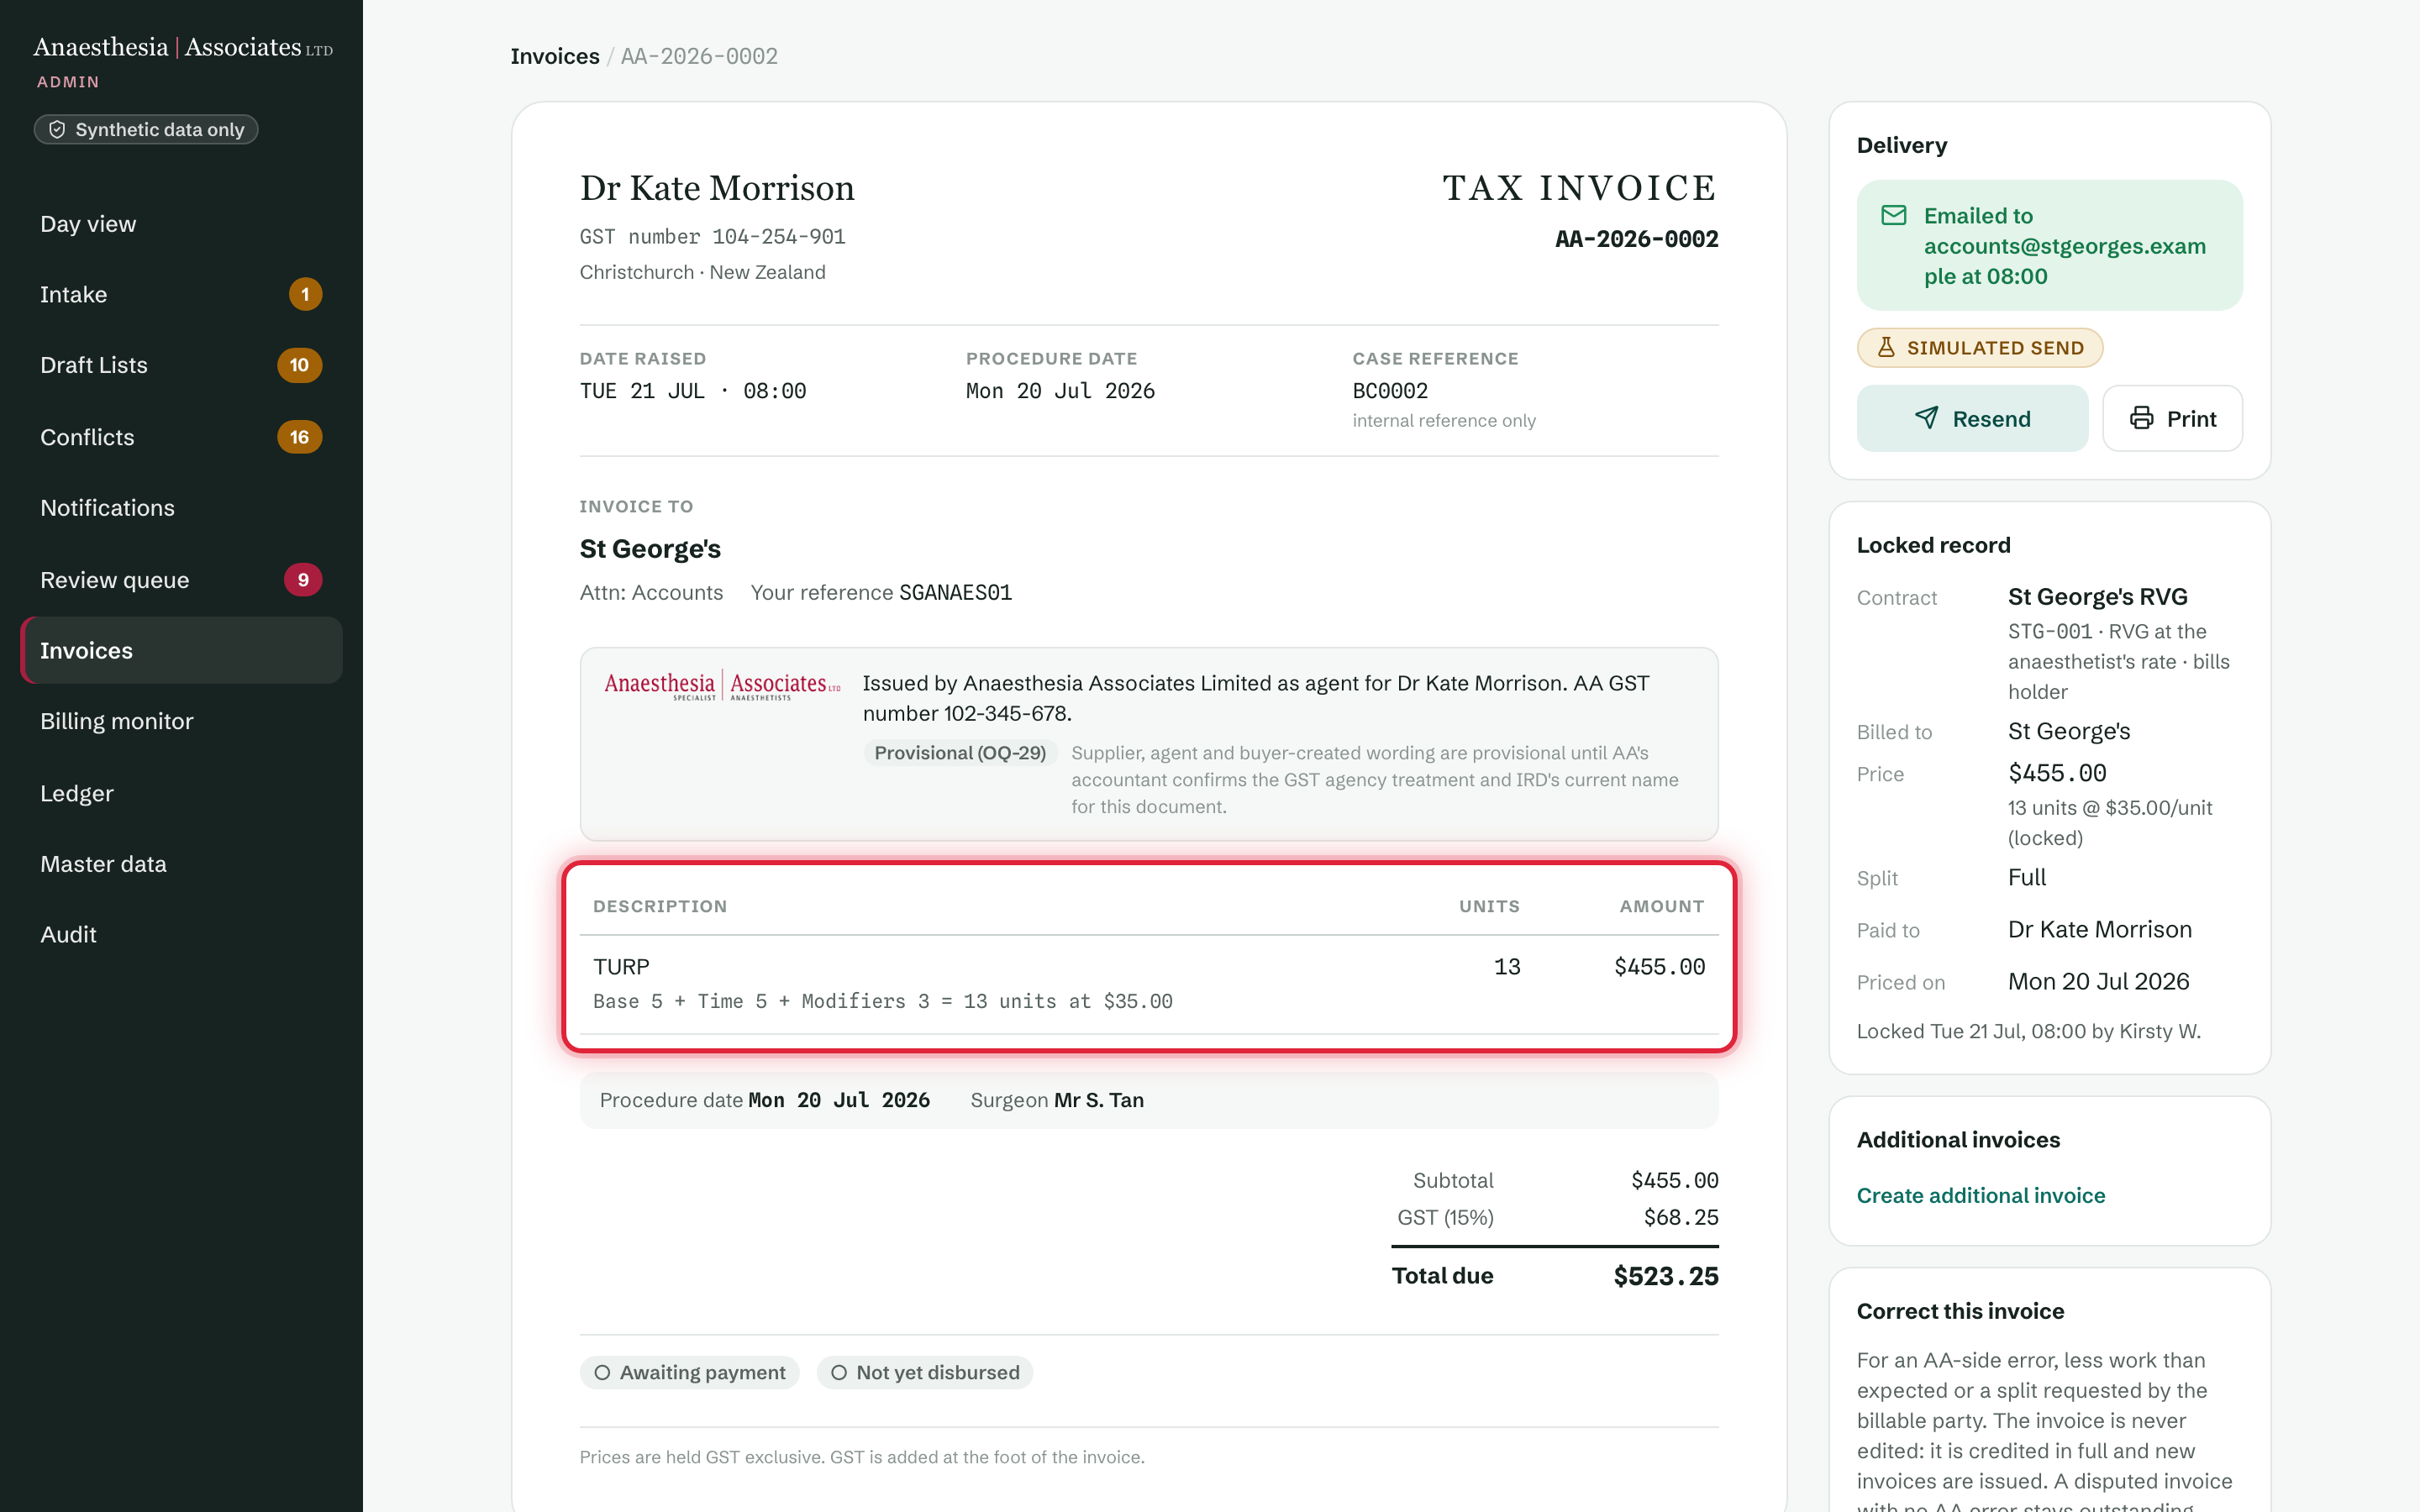 Anaesthesia | Associates LTD
ADMIN
Synthetic data only
Day view
Intake 1
Draft Lists 10
Conflicts 16
Notifications
Review queue 9
Invoices
Billing monitor
Ledger
Master data
Audit
Invoices / AA-2026-0002
Dr Kate Morrison
GST number 104-254-901
Christchurch · New Zealand
TAX INVOICE
AA-2026-0002
DATE RAISED
TUE 21 JUL · 08:00
PROCEDURE DATE
Mon 20 Jul 2026
CASE REFERENCE
BC0002
internal reference only
INVOICE TO
St George's
Attn: Accounts Your reference SGANAES01
Anaesthesia | Associates LTD
SPECIALIST ANAESTHETISTS
Issued by Anaesthesia Associates Limited as agent for Dr Kate Morrison. AA GST
number 102-345-678.
Provisional (OQ-29)
Supplier, agent and buyer-created wording are provisional until AA's
accountant confirms the GST agency treatment and IRD's current name
for this document.
DESCRIPTION UNITS AMOUNT
TURP 13 $455.00
Base 5 + Time 5 + Modifiers 3 = 13 units at $35.00
Procedure date Mon 20 Jul 2026 Surgeon Mr S. Tan
Subtotal $455.00
GST (15%) $68.25
Total due $523.25
Awaiting payment Not yet disbursed
Prices are held GST exclusive. GST is added at the foot of the invoice.
Delivery
Emailed to
accounts@stgeorges.exam
ple at 08:00
SIMULATED SEND
Resend Print
Locked record
Contract St George's RVG
STG-001 · RVG at the
anaesthetist's rate · bills
holder
Billed to St George's
Price $455.00
13 units @ $35.00/unit
(locked)
Split Full
Paid to Dr Kate Morrison
Priced on Mon 20 Jul 2026
Locked Tue 21 Jul, 08:00 by Kirsty W.
Additional invoices
Create additional invoice
Correct this invoice
For an AA-side error, less work than
expected or a split requested by the
billable party. The invoice is never
edited: it is credited in full and new
invoices are issued. A disputed invoice
with no AA error stays outstanding